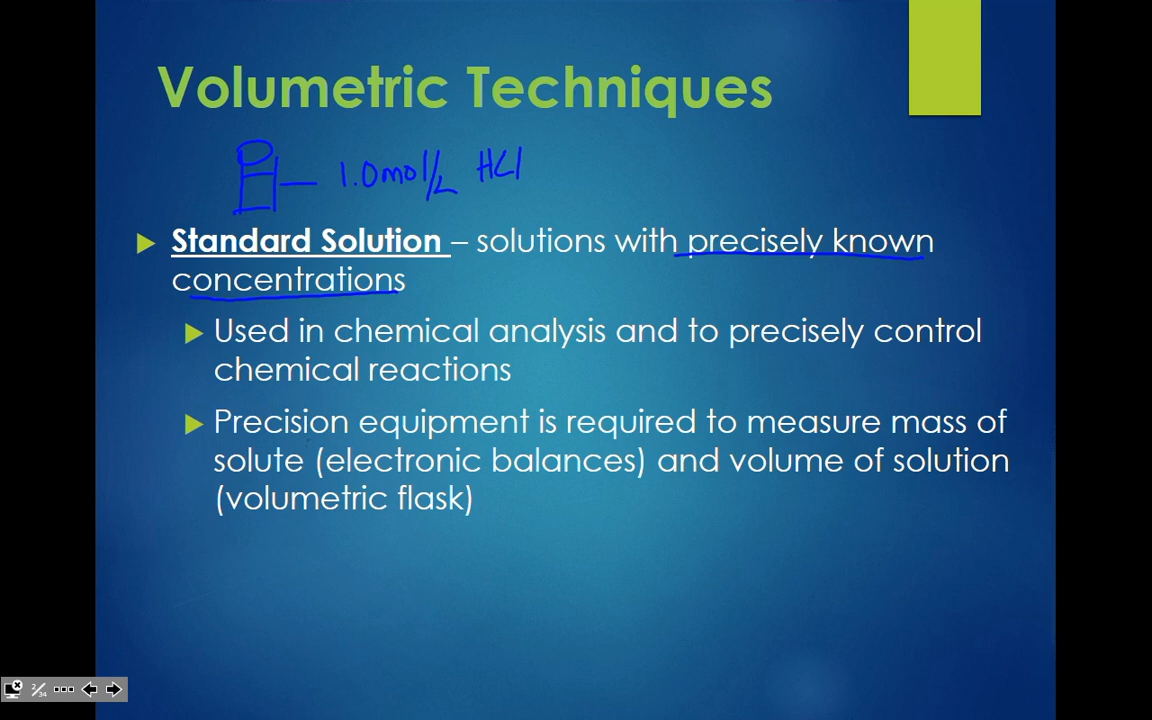 Volumetric Techniques
1.0mol/L HCl
▶ Standard Solution – solutions with precisely known
concentrations
▶ Used in chemical analysis and to precisely control
chemical reactions
▶ Precision equipment is required to measure mass of
solute (electronic balances) and volume of solution
(volumetric flask)
2/34